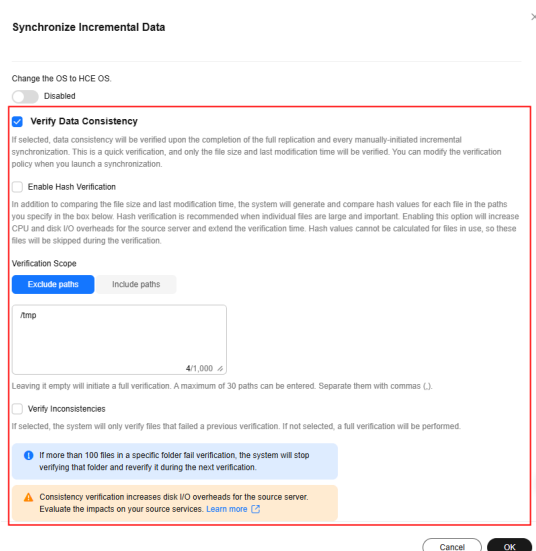 Synchronize Incremental Data
Change the OS to HCE OS.
Disabled
Verify Data Consistency
If selected, data consistency will be verified upon the completion of the full replication and every manually-initiated incremental
synchronization. This is a quick verification, and only the file size and last modification time will be verified. You can modify the verification
policy when you launch a synchronization.
Enable Hash Verification
In addition to comparing the file size and last modification time, the system will generate and compare hash values for each file in the paths
you specify in the box below. Hash verification is recommended when individual files are large and important. Enabling this option will increase
CPU and disk I/O overheads for the source server and extend the verification time. Hash values cannot be calculated for files in use, so these
files will be skipped during the verification.
Verification Scope
Exclude paths Include paths
/tmp
4/1,000
Leaving it empty will initiate a full verification. A maximum of 30 paths can be entered. Separate them with commas (,).
Verify Inconsistencies
If selected, the system will only verify files that failed a previous verification. If not selected, a full verification will be performed.
If more than 100 files in a specific folder fail verification, the system will stop
verifying that folder and reverify it during the next verification.
Consistency verification increases disk I/O overheads for the source server.
Evaluate the impacts on your source services. Learn more
Cancel OK